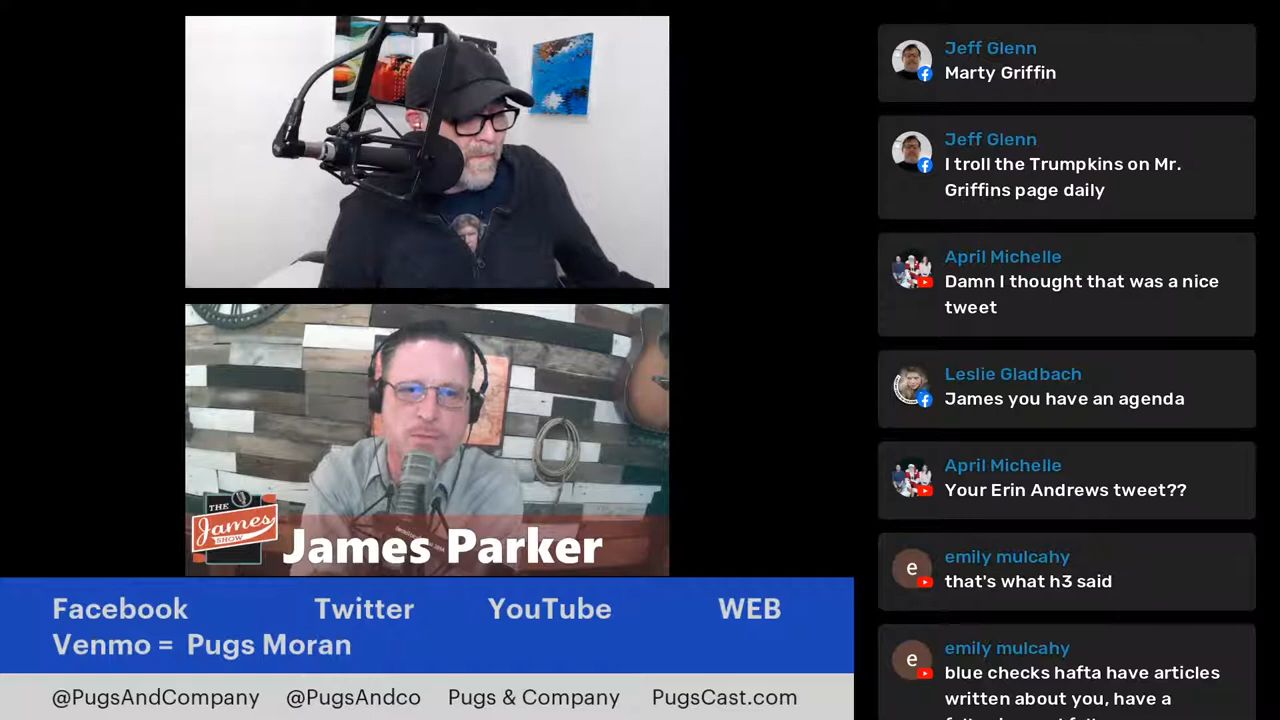 Jeff Glenn
Marty Griffin
Jeff Glenn
I troll the Trumpkins on Mr.
Griffins page daily
April Michelle
Damn I thought that was a nice
tweet
Leslie Gladbach
James you have an agenda
April Michelle
Your Erin Andrews tweet??
e
emily mulcahy
that's what h3 said
e
emily mulcahy
blue checks hafta have articles
written about you, have a
THE
James
SHOW
James Parker
Facebook Twitter YouTube WEB
Venmo = Pugs Moran
@PugsAndCompany @PugsAndco Pugs & Company PugsCast.com